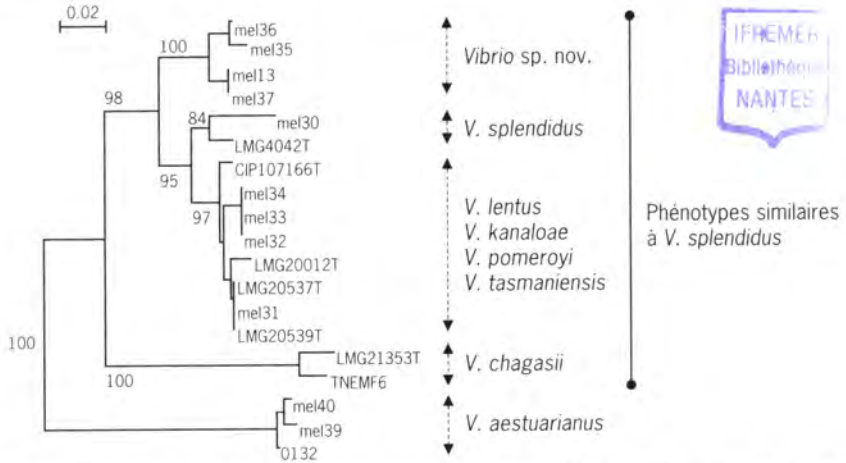 0.02
mel36
mel35
100
mel13
mel37
Vibrio sp. nov.
98
84
mel30
LMG4042T
V. splendidus
95
CIP107166T
97
mel34
mel33
mel32
LMG20012T
LMG20537T
mel31
LMG20539T
V. lentus
V. kanaloae
V. pomeroyi
V. tasmaniensis
Phénotypes similaires
à V. splendidus
100
LMG21353T
100
TNEMF6
V. chagasii
mel40
mel39
0132
V. aestuarianus
IFREMER
Bibliothèque
NANTES